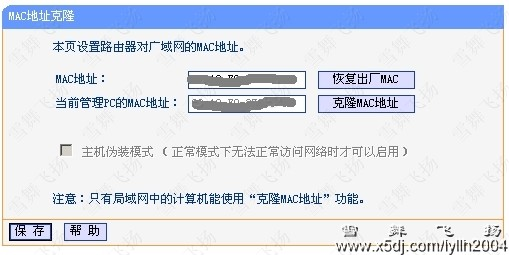 MAC地址克隆
本页设置路由器对广域网的MAC地址。
MAC地址： 恢复出厂MAC
当前管理PC的MAC地址： 克隆MAC地址
主机伪装模式（正常模式下无法正常访问网络时才可以启用）
注意：只有局域网中的计算机能使用“克隆MAC地址”功能。
保存 帮助
雪舞飞扬
www.x5dj.com/lyllh2004